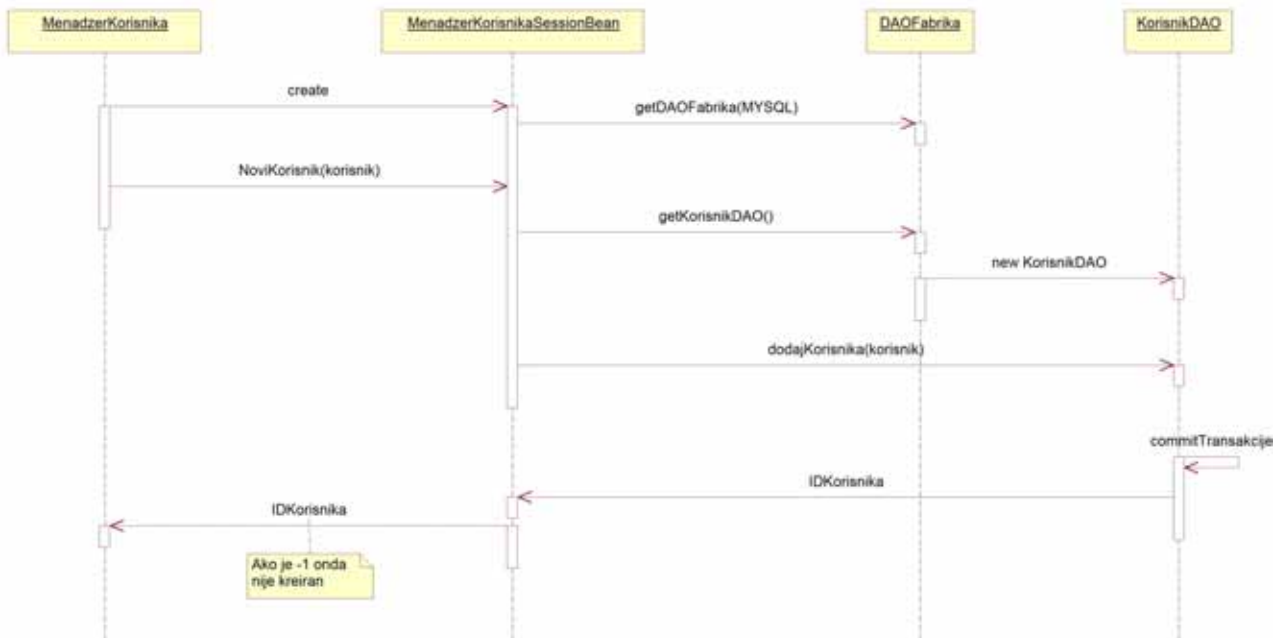 MenadzerKorisnika
MenadzerKorisnikaSessionBean
DAOFabrika
KorisnikDAO
create
getDAOFabrika(MYSQL)
NoviKorisnik(korisnik)
getKorisnikDAO()
new KorisnikDAO
dodajKorisnika(korisnik)
commitTransakcije
IDKorisnika
IDKorisnika
Ako je -1 onda
nije kreiran